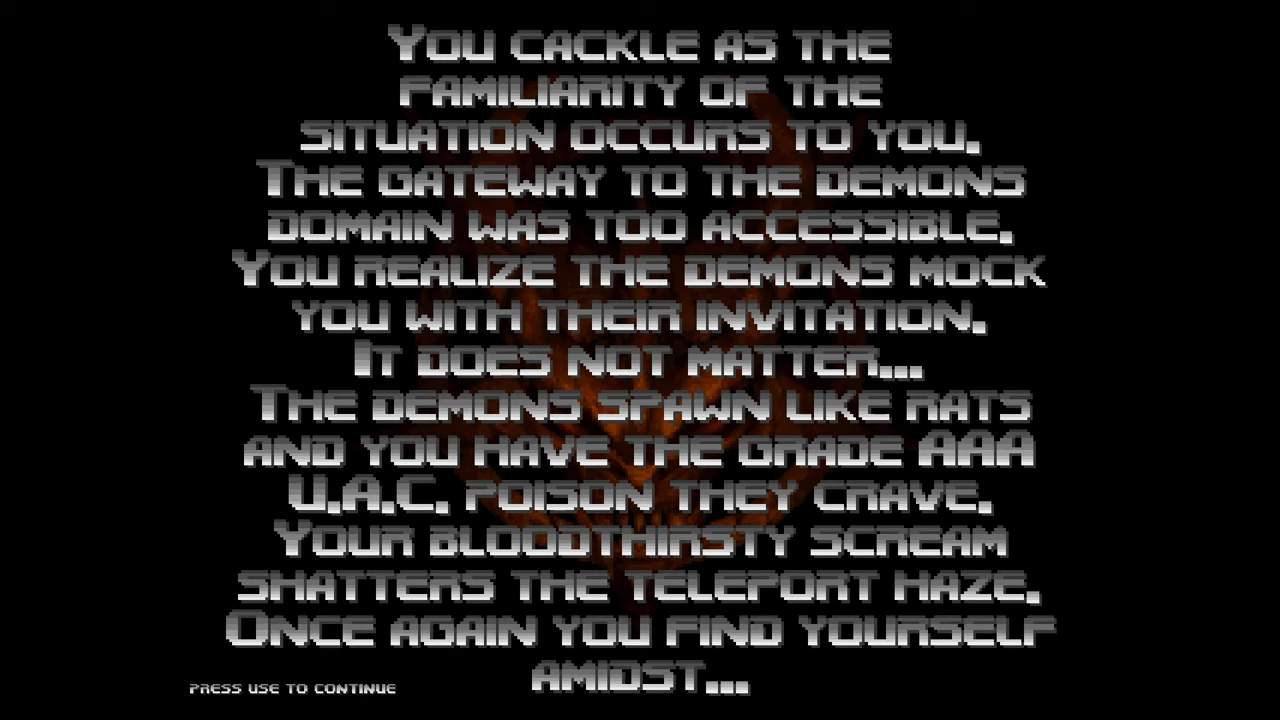 You cackle as the
familiarity of the
situation occurs to you.
The gateway to the demons
domain was too accessible.
You realize the demons mock
you with their invitation.
It does not matter...
The demons spawn like rats
and you have the grade AAA
U.A.C. poison they crave.
Your bloodthirsty scream
shatters the teleport haze.
Once again you find yourself
amidst...
press use to continue